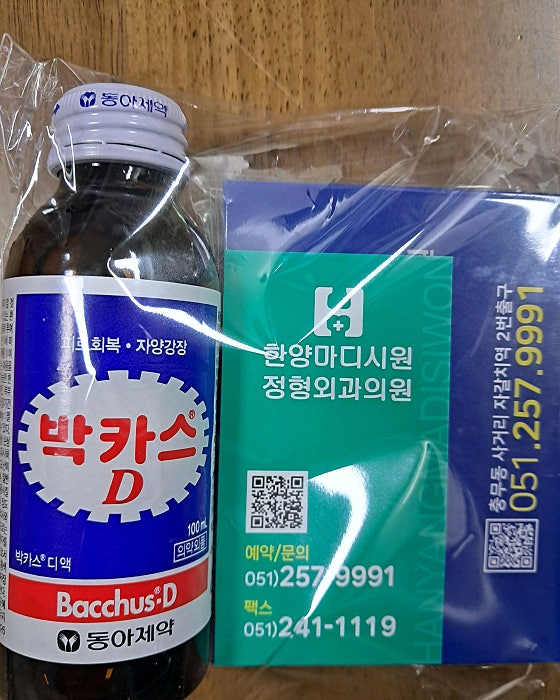 동아제약
피로회복 • 자양강장
박카스®
D
100 mL
의약외품
박카스® 디 액
Bacchus®-D
동아제약
한양마디시원
정형외과의원
예약/문의
051)257-9991
팩스
051)241-1119
충무동 사거리 자갈치역 2번출구
051.257.9991